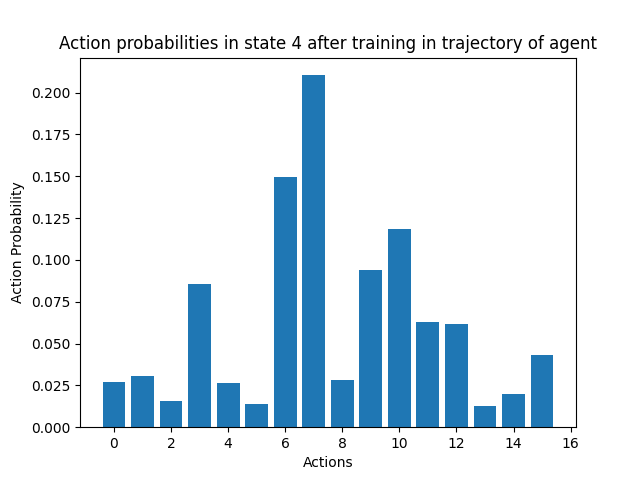 Action probabilities in state 4 after training in trajectory of agent
0.200
0.175
0.150
0.125
0.100
0.075
0.050
0.025
0.000
Action Probability
0 2 4 6 8 10 12 14 16
Actions